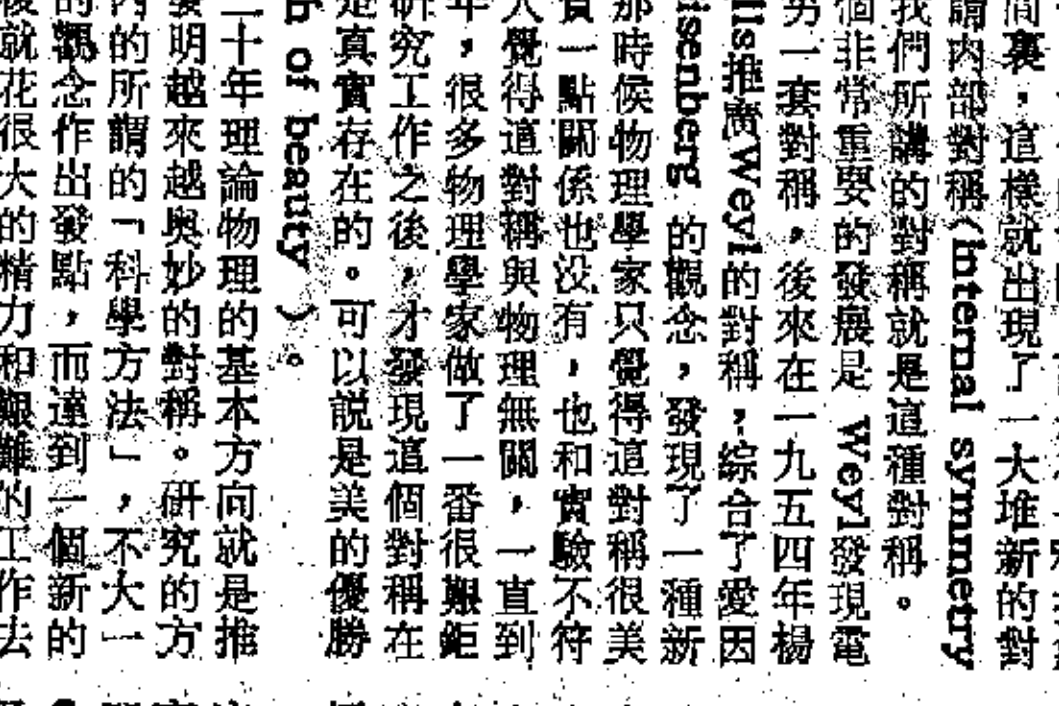 間裏，這樣就出現了一大堆新的對
謂內部對稱(internal symmetry
我們所講的對稱就是這種對稱。
個非常重要的發展是 Weyl發現電
另一套對稱，後來在一九五四年楊
lls推廣Weyl的對稱，綜合了愛因
isenberg 的觀念，發現了一種新
那時候物理學家只覺得這對稱很美
實一點關係也没有，也和實驗不符
人覺得這對稱與物理無關，一直到
年，很多物理學家做了一番很艱鉅
研究工作之後，才發現這個對稱在
是真實存在的。可以説是美的優勝
h of beauty）。
二十年理論物理的基本方向就是推
發明越來越奥妙的對稱。研究的方
內的所謂的「科學方法」，不大一
的觀念作出發點，而達到一個新的
後就花很大的精力和艱難的工作去